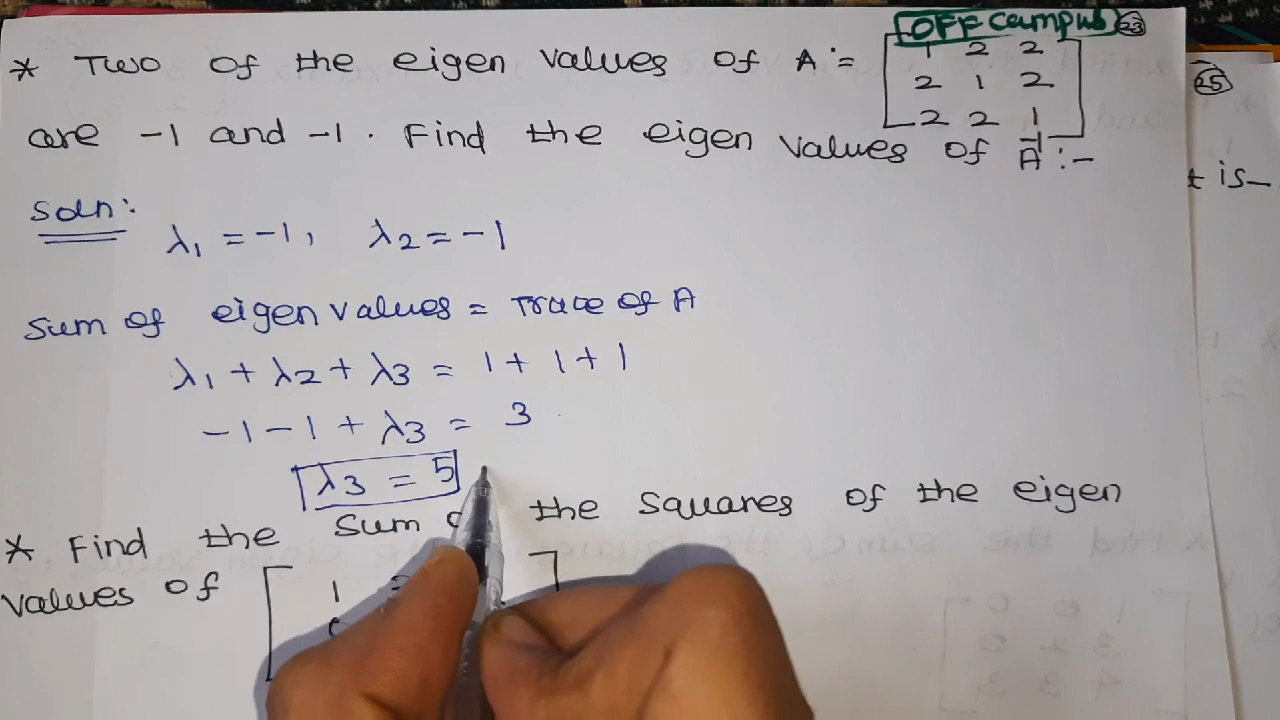 OFF campus 23
* Two of the eigen values of A = [1 2 2
2 1 2
2 2 1]
are -1 and -1. Find the eigen values of A⁻¹ :-
25
t is-
Soln:
λ1 = -1, λ2 = -1
Sum of eigen values = Trace of A
λ1 + λ2 + λ3 = 1 + 1 + 1
-1 - 1 + λ3 = 3
λ3 = 5
* Find the sum the squares of the eigen
values of [1